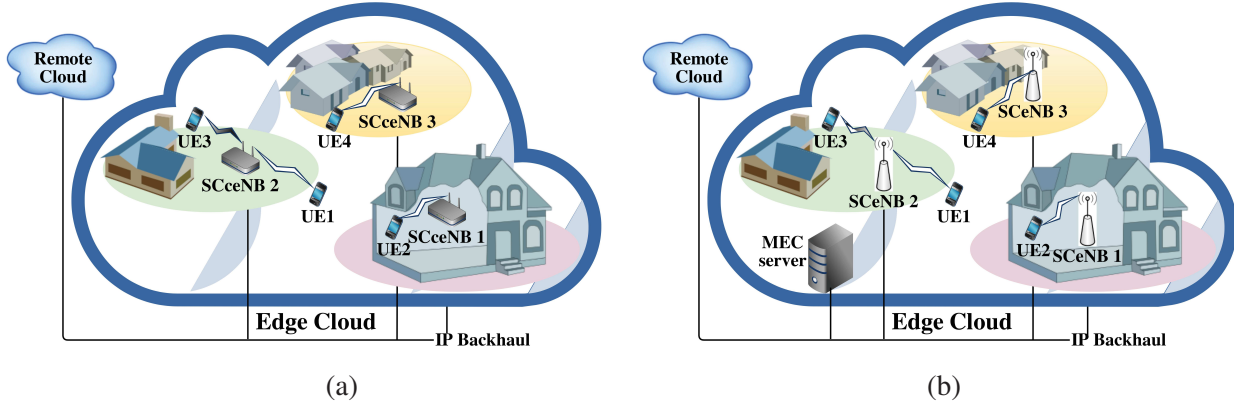 Remote
Cloud
UE3
SCceNB 2
UE4
SCceNB 3
UE1
UE2
SCceNB 1
Edge Cloud
IP Backhaul
(a)
Remote
Cloud
UE3
SCeNB 2
UE4
SCeNB 3
UE1
UE2
SCeNB 1
MEC
server
Edge Cloud
IP Backhaul
(b)